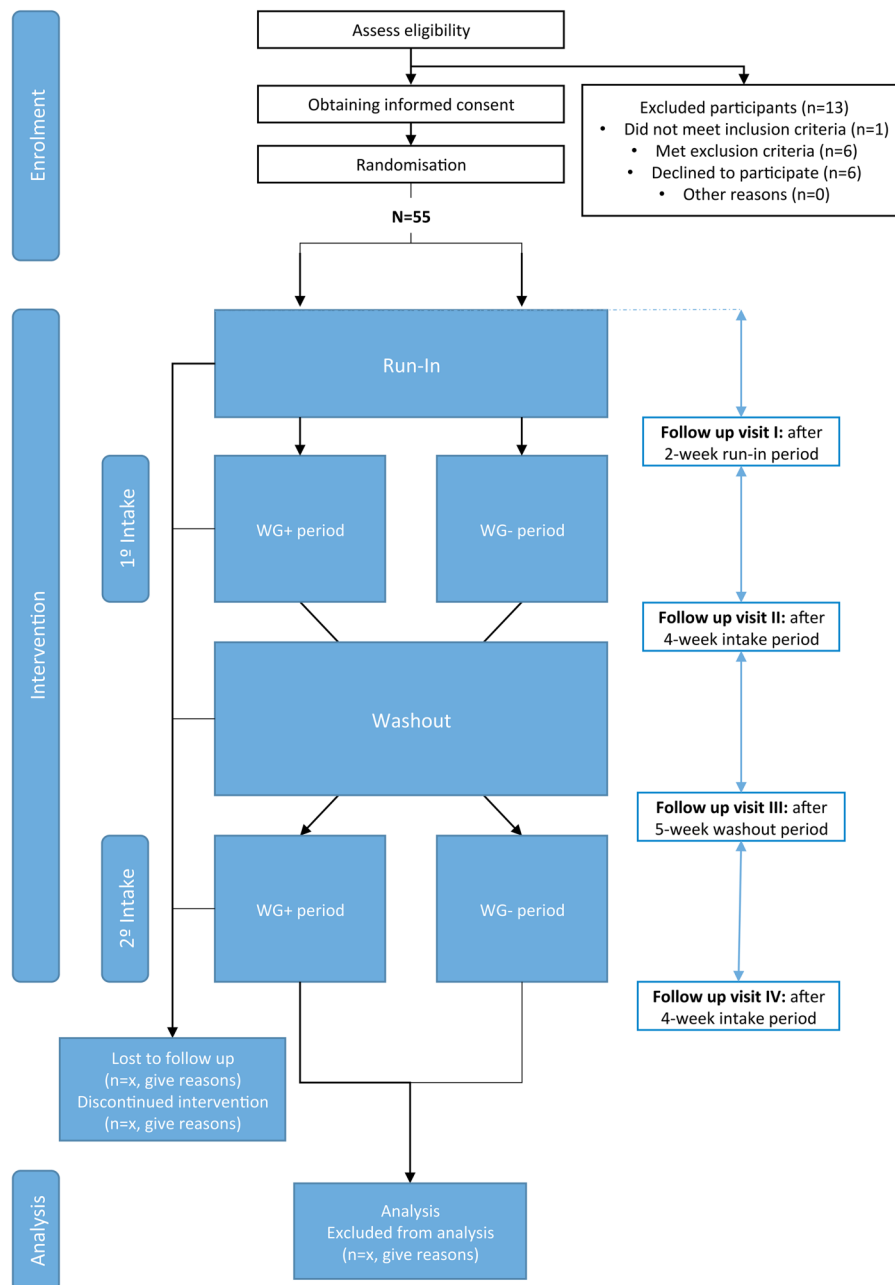 Enrolment
Assess eligibility
Obtaining informed consent
Randomisation
Excluded participants (n=13)
• Did not meet inclusion criteria (n=1)
• Met exclusion criteria (n=6)
• Declined to participate (n=6)
• Other reasons (n=0)
N=55
Intervention
Run-In
Follow up visit I: after
2-week run-in period
1º Intake
WG+ period
WG- period
Follow up visit II: after
4-week intake period
Washout
Follow up visit III: after
5-week washout period
2º Intake
WG+ period
WG- period
Follow up visit IV: after
4-week intake period
Lost to follow up
(n=x, give reasons)
Discontinued intervention
(n=x, give reasons)
Analysis
Analysis
Excluded from analysis
(n=x, give reasons)